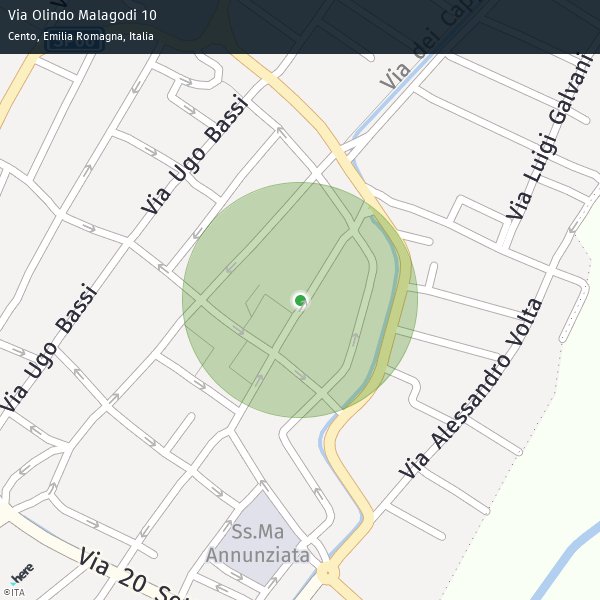 Via Olindo Malagodi 10
Cento, Emilia Romagna, Italia
SP66
Via dei Cap
Via Ugo Bassi
Via Luigi Galvani
Via Ugo Bassi
Via Alessandro Volta
Ss.Ma
Annunziata
Via 20 Se
here
©ITA